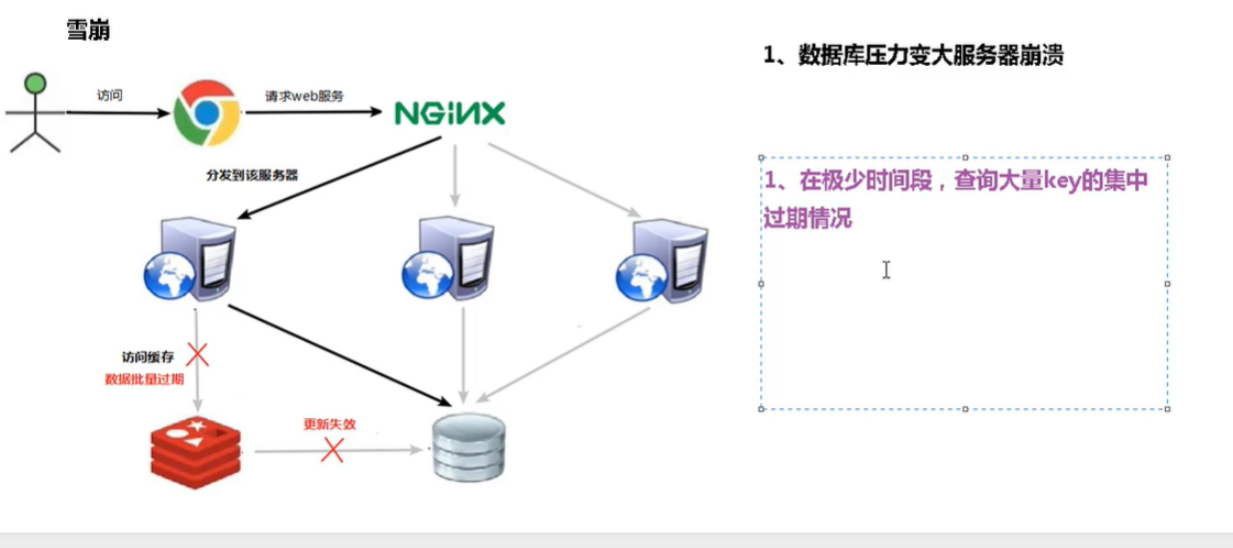 雪崩
1、数据库压力变大服务器崩溃
访问
请求web服务
NGiNX
分发到该服务器
1、在极少时间段，查询大量key的集中
过期情况
访问缓存
数据批量过期
更新失效